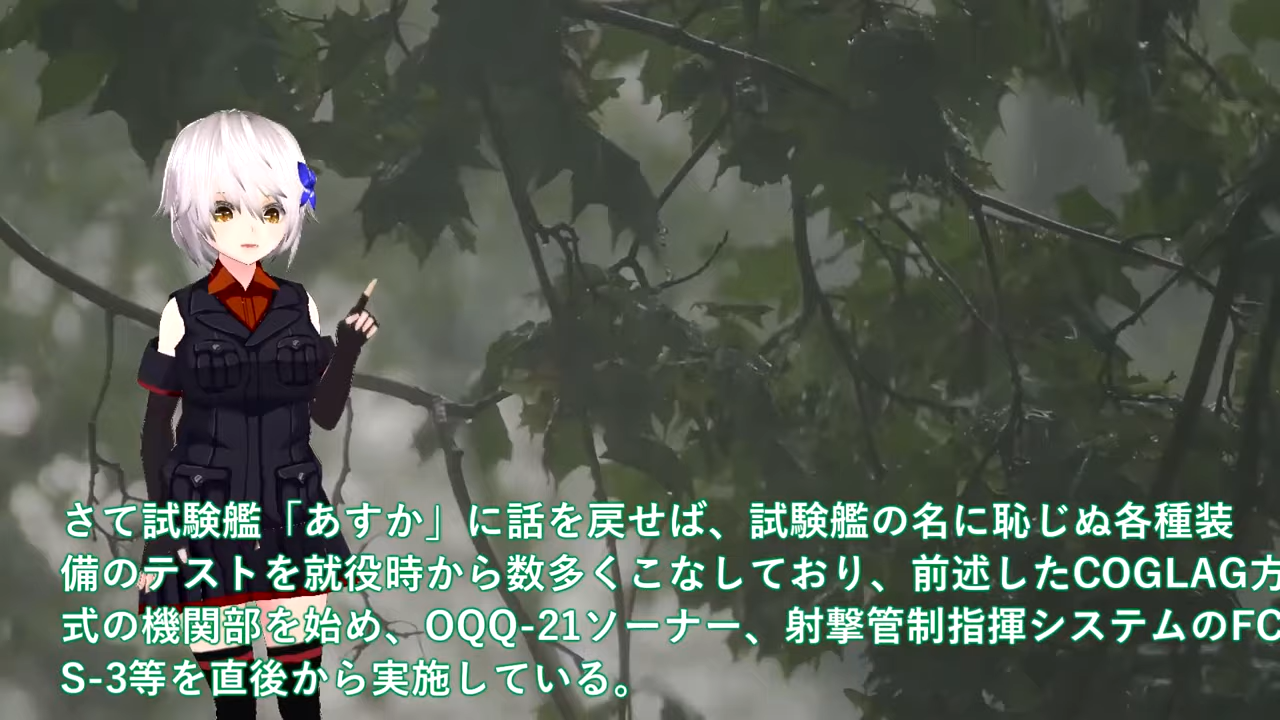 さて試験艦「あすか」に話を戻せば、試験艦の名に恥じぬ各種装
備のテストを就役時から数多くこなしており、前述したCOGLAG方
式の機関部を始め、OQQ-21ソーナー、射撃管制指揮システムのFC
S-3等を直後から実施している。